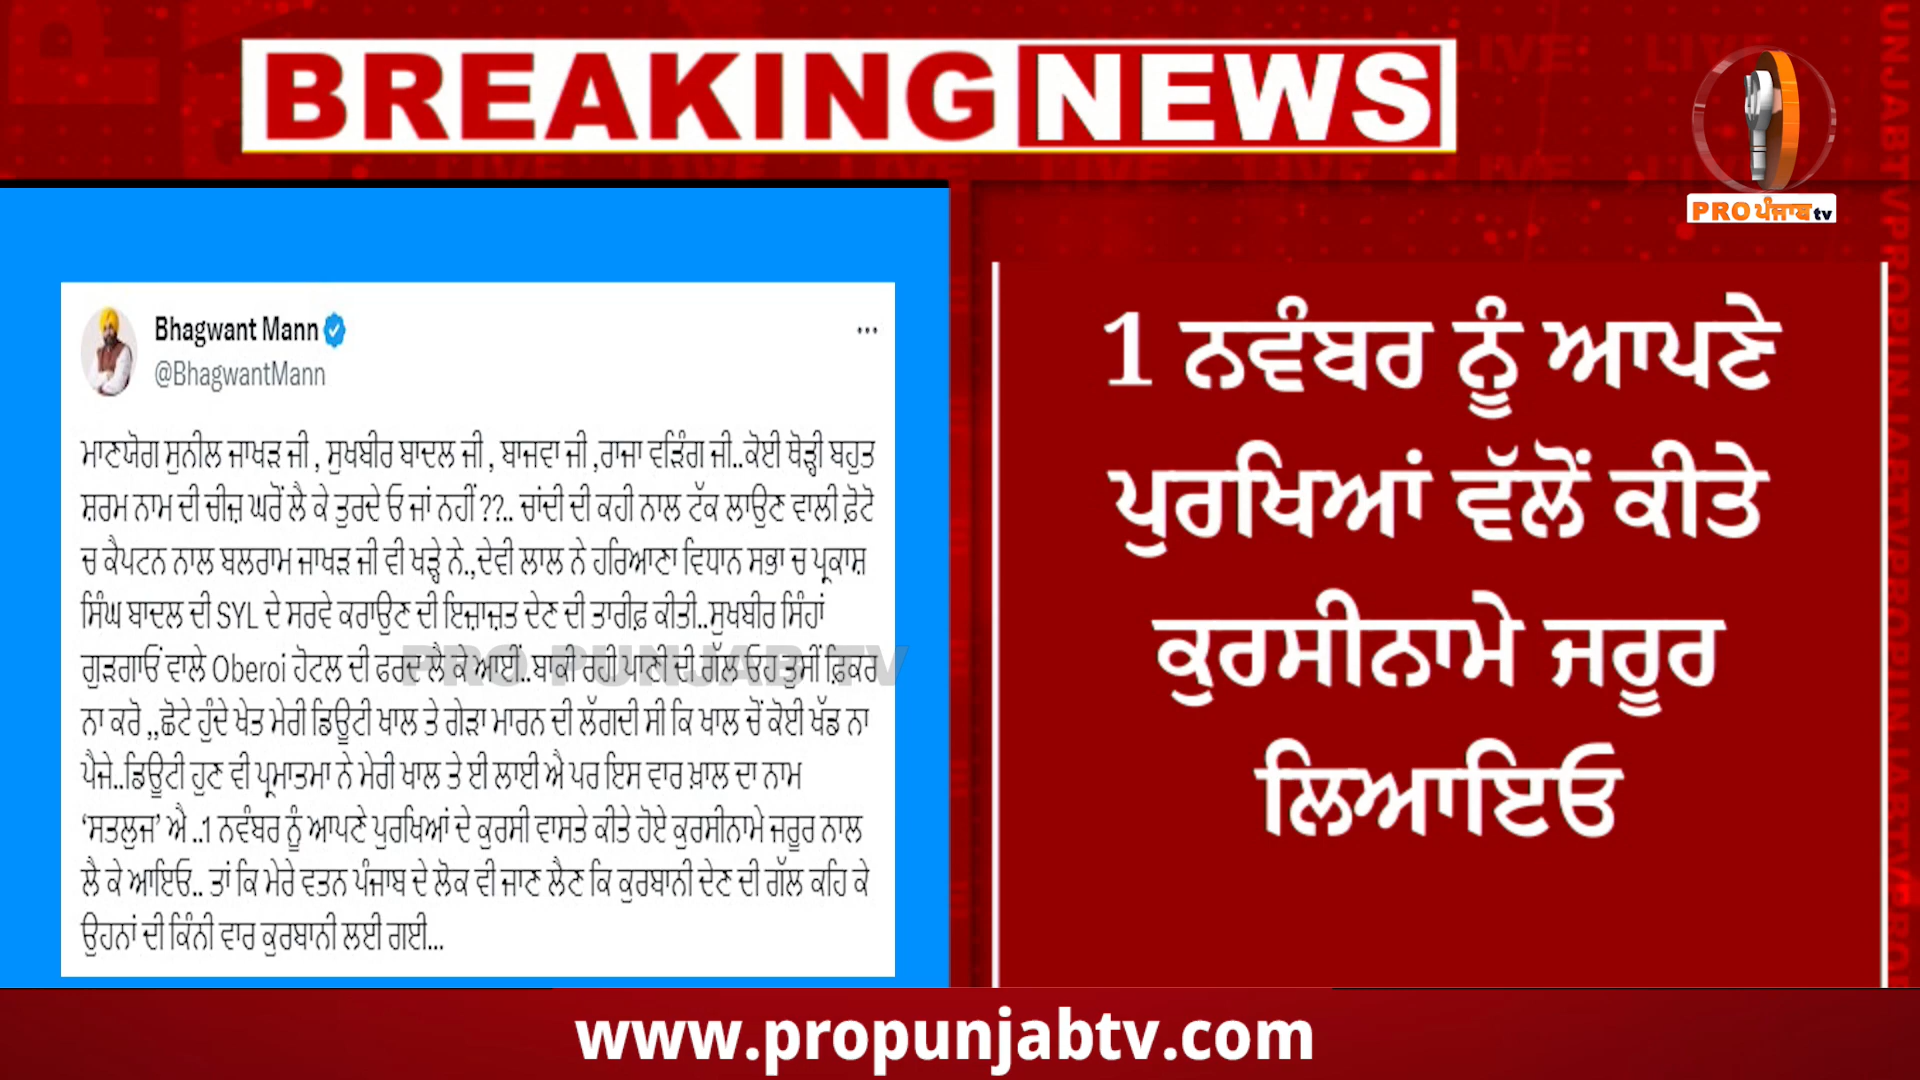 BREAKING NEWS
PRO ਪੰਜਾਬ tv
Bhagwant Mann
@BhagwantMann
ਮਾਣਯੋਗ ਸੁਨੀਲ ਜਾਖੜ ਜੀ , ਸੁਖਬੀਰ ਬਾਦਲ ਜੀ , ਬਾਜਵਾ ਜੀ ,ਰਾਜਾ ਵੜਿੰਗ ਜੀ..ਕੋਈ ਥੋੜ੍ਹੀ ਬਹੁਤ
ਸ਼ਰਮ ਨਾਮ ਦੀ ਚੀਜ਼ ਘਰੋਂ ਲੈ ਕੇ ਤੁਰਦੇ ਓ ਜਾਂ ਨਹੀਂ ??.. ਚਾਂਦੀ ਦੀ ਕਹੀ ਨਾਲ ਟੱਕ ਲਾਉਣ ਵਾਲੀ ਫ਼ੋਟੋ
ਚ ਕੈਪਟਨ ਨਾਲ ਬਲਰਾਮ ਜਾਖੜ ਜੀ ਵੀ ਖੜ੍ਹੇ ਨੇ.,ਦੇਵੀ ਲਾਲ ਨੇ ਹਰਿਆਣਾ ਵਿਧਾਨ ਸਭਾ ਚ ਪ੍ਰਕਾਸ਼
ਸਿੰਘ ਬਾਦਲ ਦੀ SYL ਦੇ ਸਰਵੇ ਕਰਾਉਣ ਦੀ ਇਜ਼ਾਜ਼ਤ ਦੇਣ ਦੀ ਤਾਰੀਫ਼ ਕੀਤੀ..ਸੁਖਬੀਰ ਸਿੰਹਾਂ
ਗੁੜਗਾਓਂ ਵਾਲੇ Oberoi ਹੋਟਲ ਦੀ ਫਰਦ ਲੈ ਕੇ ਆਈਂ..ਬਾਕੀ ਰਹੀ ਪਾਣੀ ਦੀ ਗੱਲ ਓਹ ਤੁਸੀਂ ਫ਼ਿਕਰ
ਨਾ ਕਰੋ ,,ਛੋਟੇ ਹੁੰਦੇ ਖੇਤ ਮੇਰੀ ਡਿਊਟੀ ਖਾਲ ਤੇ ਗੇੜਾ ਮਾਰਨ ਦੀ ਲੱਗਦੀ ਸੀ ਕਿ ਖਾਲ ਚੋਂ ਕੋਈ ਖੱਡ ਨਾ
ਪੈਜੇ..ਡਿਊਟੀ ਹੁਣ ਵੀ ਪ੍ਰਮਾਤਮਾ ਨੇ ਮੇਰੀ ਖਾਲ ਤੇ ਈ ਲਾਈ ਐ ਪਰ ਇਸ ਵਾਰ ਖ਼ਾਲ ਦਾ ਨਾਮ
‘ਸਤਲੁਜ’ ਐ ..1 ਨਵੰਬਰ ਨੂੰ ਆਪਣੇ ਪੁਰਖਿਆਂ ਦੇ ਕੁਰਸੀ ਵਾਸਤੇ ਕੀਤੇ ਹੋਏ ਕੁਰਸੀਨਾਮੇ ਜਰੂਰ ਨਾਲ
ਲੈ ਕੇ ਆਇਓ.. ਤਾਂ ਕਿ ਮੇਰੇ ਵਤਨ ਪੰਜਾਬ ਦੇ ਲੋਕ ਵੀ ਜਾਣ ਲੈਣ ਕਿ ਕੁਰਬਾਨੀ ਦੇਣ ਦੀ ਗੱਲ ਕਹਿ ਕੇ
ਉਹਨਾਂ ਦੀ ਕਿੰਨੀ ਵਾਰ ਕੁਰਬਾਨੀ ਲਈ ਗਈ...
PRO PUNJAB TV
1 ਨਵੰਬਰ ਨੂੰ ਆਪਣੇ
ਪੁਰਖਿਆਂ ਵੱਲੋਂ ਕੀਤੇ
ਕੁਰਸੀਨਾਮੇ ਜਰੂਰ
ਲਿਆਇਓ
www.propunjabtv.com